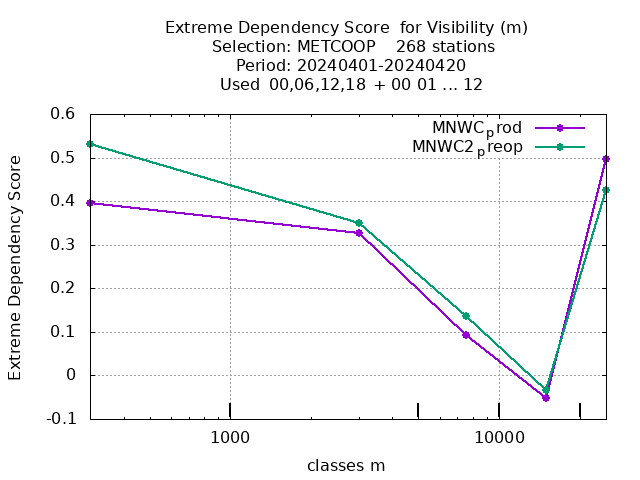 Extreme Dependency Score  for Visibility (m)
Selection: METCOOP    268 stations
Period: 20240401-20240420
Used  00,06,12,18  + 00 01 ... 12
MNWCprod
MNWC2preop
0.6
0.5
0.4
0.3
0.2
0.1
0
-0.1
Extreme Dependency Score
1000
10000
classes m